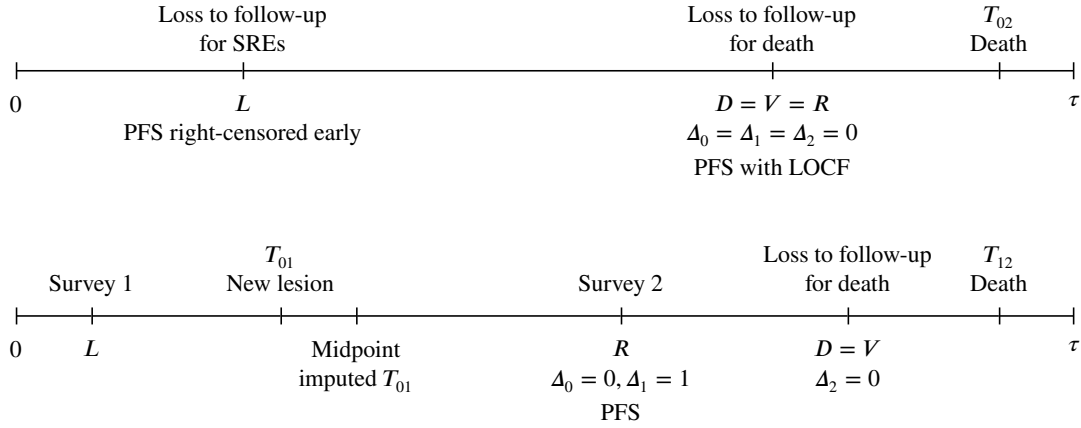 Loss to follow-up
for SREs
Loss to follow-up
for death
T₀₂
Death
0
L
PFS right-censored early
D = V = R
Δ₀ = Δ₁ = Δ₂ = 0
PFS with LOCF
τ
Survey 1
T₀₁
New lesion
Survey 2
Loss to follow-up
for death
T₁₂
Death
0
L
Midpoint
imputed T₀₁
R
Δ₀ = 0, Δ₁ = 1
PFS
D = V
Δ₂ = 0
τ